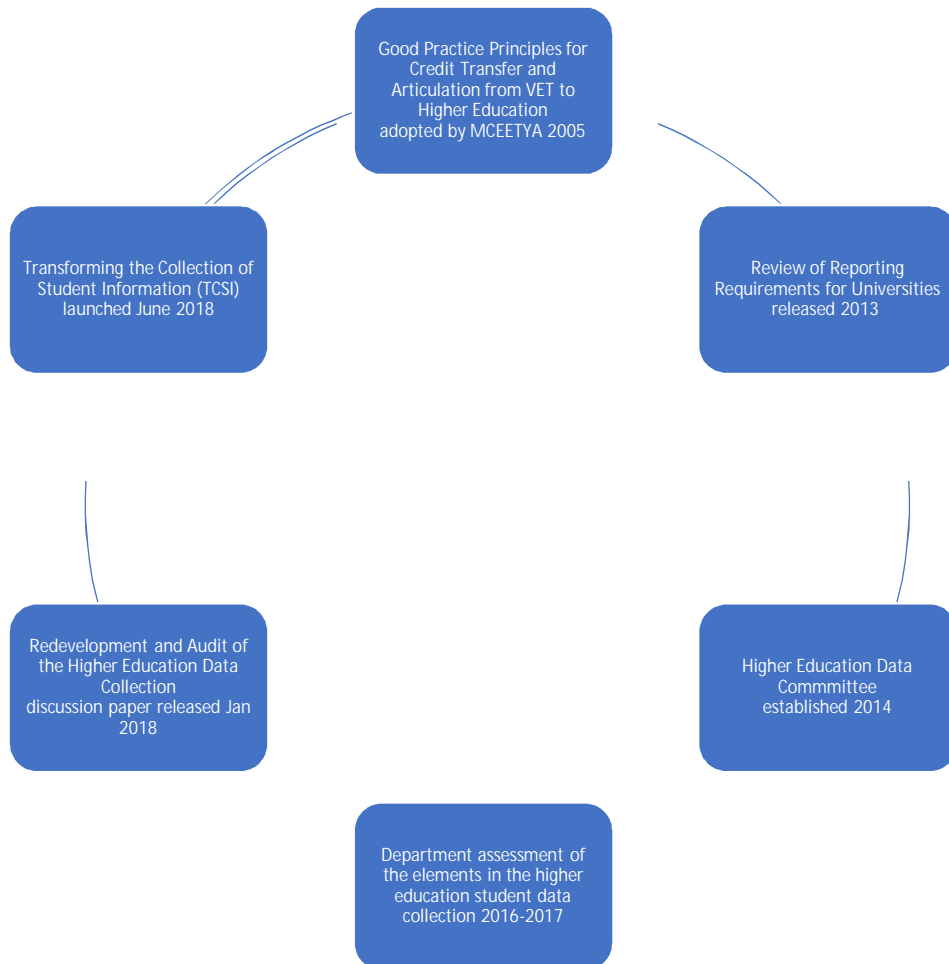 Good Practice Principles for
Credit Transfer and
Articulation from VET to
Higher Education
adopted by MCEETYA 2005
Review of Reporting
Requirements for Universities
released 2013
Higher Education Data
Commmittee
established 2014
Department assessment of
the elements in the higher
education student data
collection 2016-2017
Redevelopment and Audit of
the Higher Education Data
Collection
discussion paper released Jan
2018
Transforming the Collection of
Student Information (TCSI)
launched June 2018